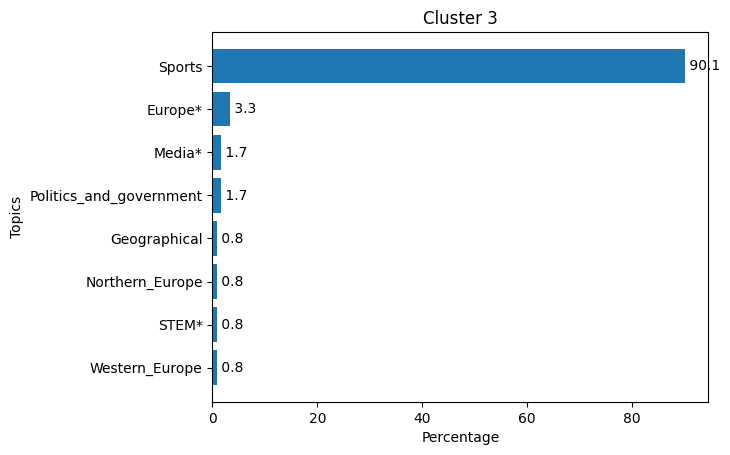 Cluster 3
Sports 90.1
Europe* 3.3
Media* 1.7
Politics_and_government 1.7
Geographical 0.8
Northern_Europe 0.8
STEM* 0.8
Western_Europe 0.8
Topics
0 20 40 60 80
Percentage